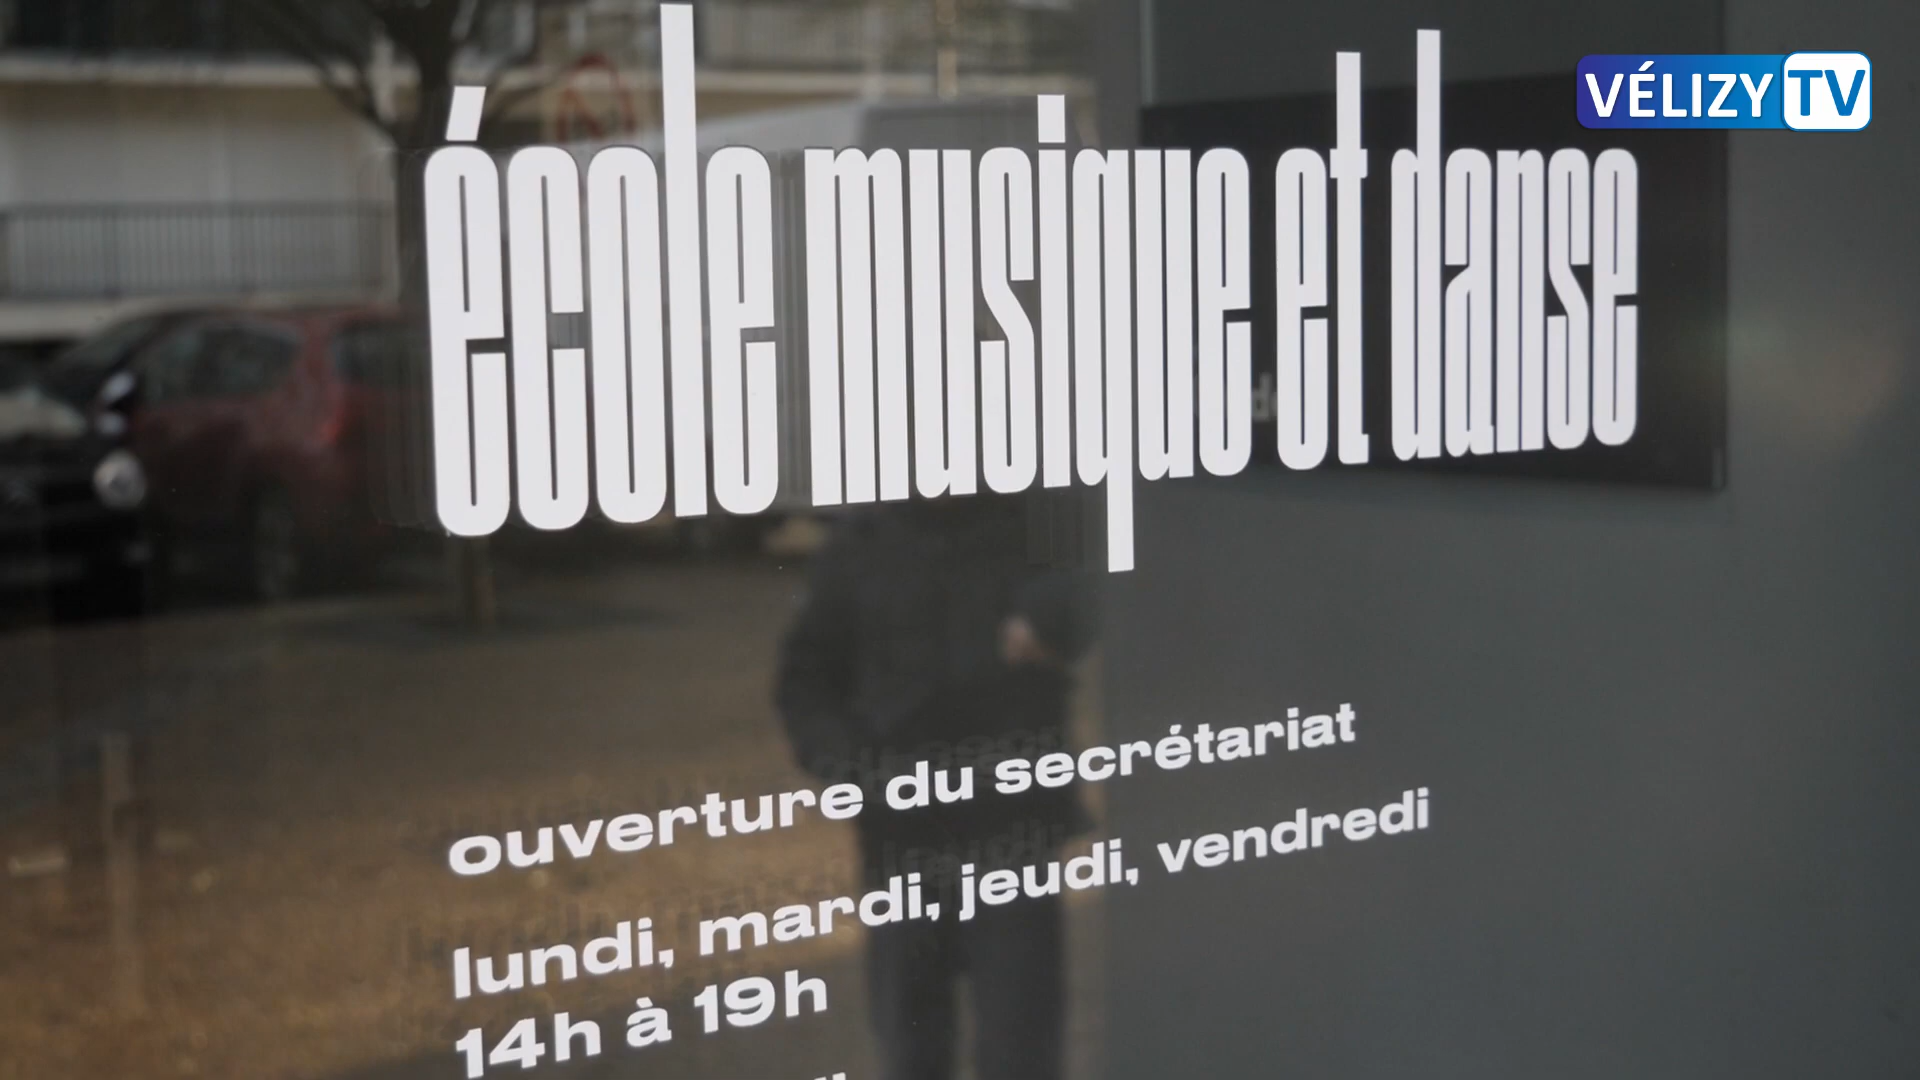 VÉLIZY TV
école musique et danse
ouverture du secrétariat
lundi, mardi, jeudi, vendredi
14h à 19h